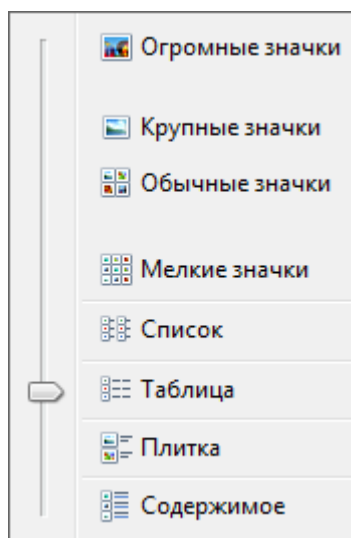 Огромные значки
Крупные значки
Обычные значки
Мелкие значки
Список
Таблица
Плитка
Содержимое